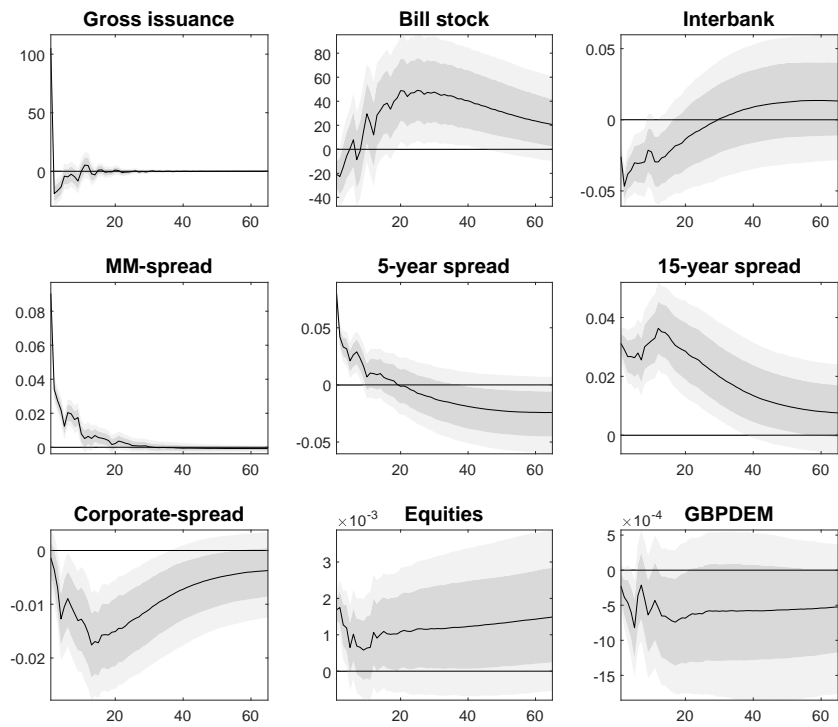 Gross issuance
100
50
0
20 40 60
Bill stock
80
60
40
20
0
-20
-40
20 40 60
Interbank
0.05
0
-0.05
20 40 60
MM-spread
0.08
0.06
0.04
0.02
0
20 40 60
5-year spread
0.05
0
-0.05
20 40 60
15-year spread
0.04
0.02
0
20 40 60
Corporate-spread
0
-0.01
-0.02
20 40 60
Equities
×10-3
3
2
1
0
20 40 60
GBPDEM
×10-4
5
0
-5
-10
-15
20 40 60